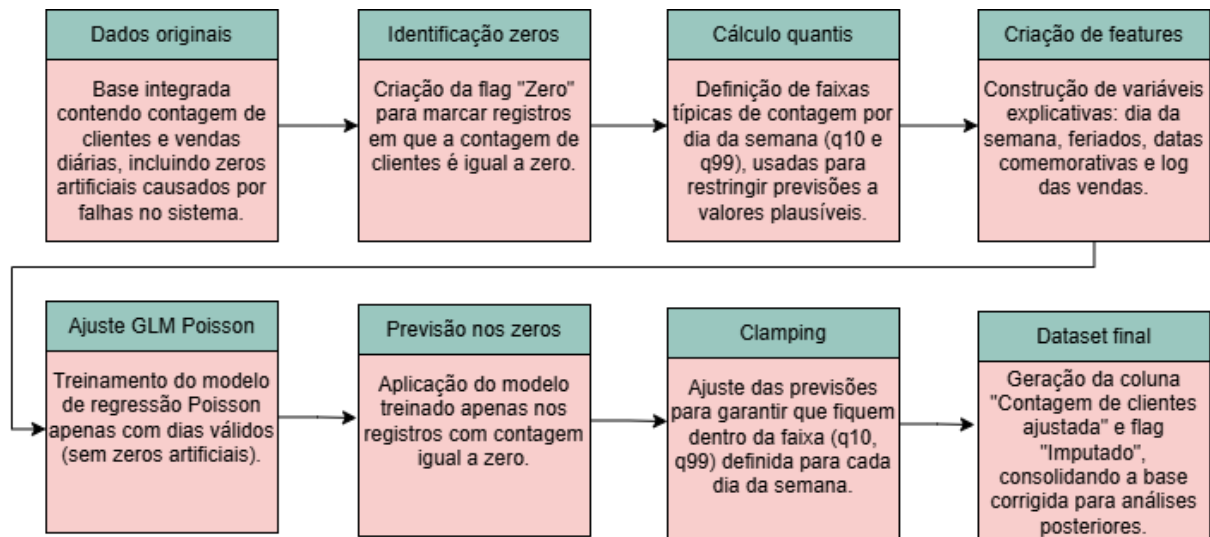 Dados originais
Base integrada
contendo contagem de
clientes e vendas
diárias, incluindo zeros
artificiais causados por
falhas no sistema.
Identificação zeros
Criação da flag "Zero"
para marcar registros
em que a contagem de
clientes é igual a zero.
Cálculo quantis
Definição de faixas
típicas de contagem por
dia da semana (q10 e
q99), usadas para
restringir previsões a
valores plausíveis.
Criação de features
Construção de variáveis
explicativas: dia da
semana, feriados, datas
comemorativas e log
das vendas.
Ajuste GLM Poisson
Treinamento do modelo
de regressão Poisson
apenas com dias válidos
(sem zeros artificiais).
Previsão nos zeros
Aplicação do modelo
treinado apenas nos
registros com contagem
igual a zero.
Clamping
Ajuste das previsões
para garantir que fiquem
dentro da faixa (q10,
q99) definida para cada
dia da semana.
Dataset final
Geração da coluna
"Contagem de clientes
ajustada" e flag
"Imputado",
consolidando a base
corrigida para análises
posteriores.